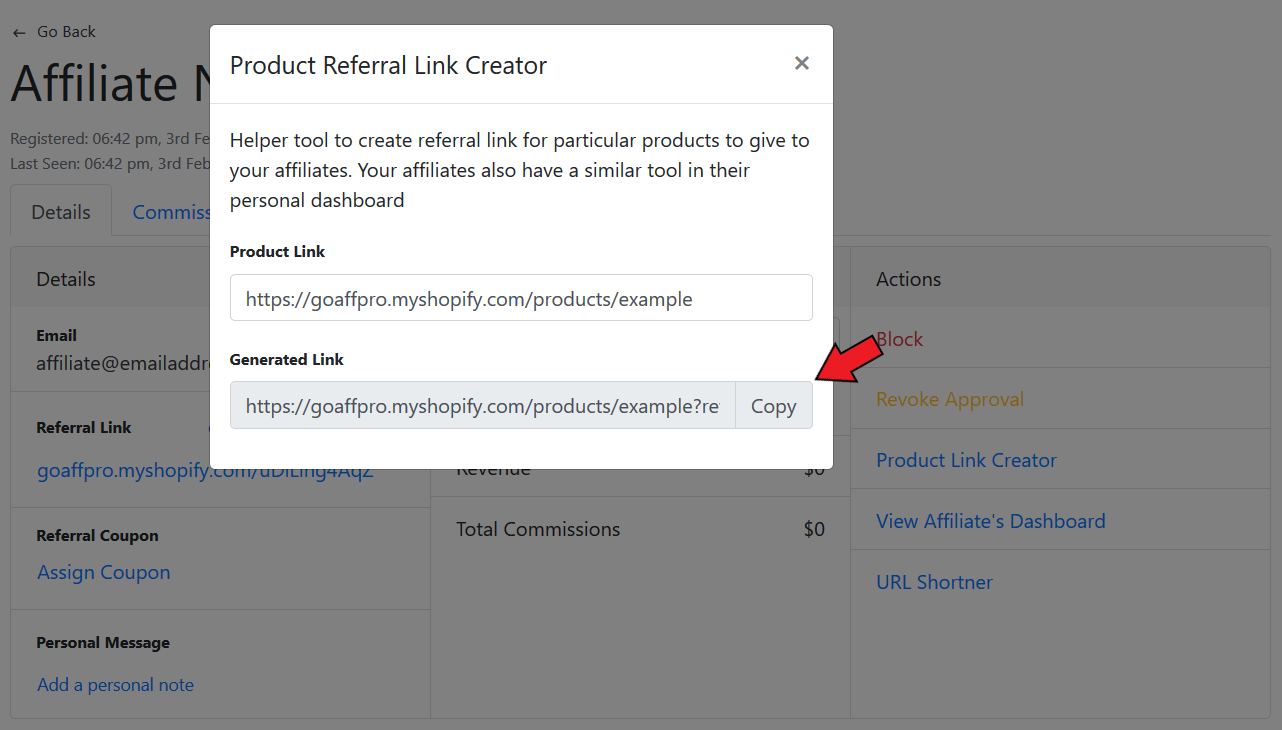 ← Go Back
Affiliate
Registered: 06:42 pm, 3rd Fe
Last Seen: 06:42 pm, 3rd Feb
Details
Commiss
Product Referral Link Creator
×
Helper tool to create referral link for particular products to give to
your affiliates. Your affiliates also have a similar tool in their
personal dashboard
Product Link
https://goaffpro.myshopify.com/products/example
Generated Link
https://goaffpro.myshopify.com/products/example?re
Copy
Details
Email
affiliate@emailaddr
Referral Link
goaffpro.myshopify.com/uDILmg4AqZ
Referral Coupon
Assign Coupon
Personal Message
Add a personal note
Revenue $0
Total Commissions $0
Actions
Block
Revoke Approval
Product Link Creator
View Affiliate's Dashboard
URL Shortner